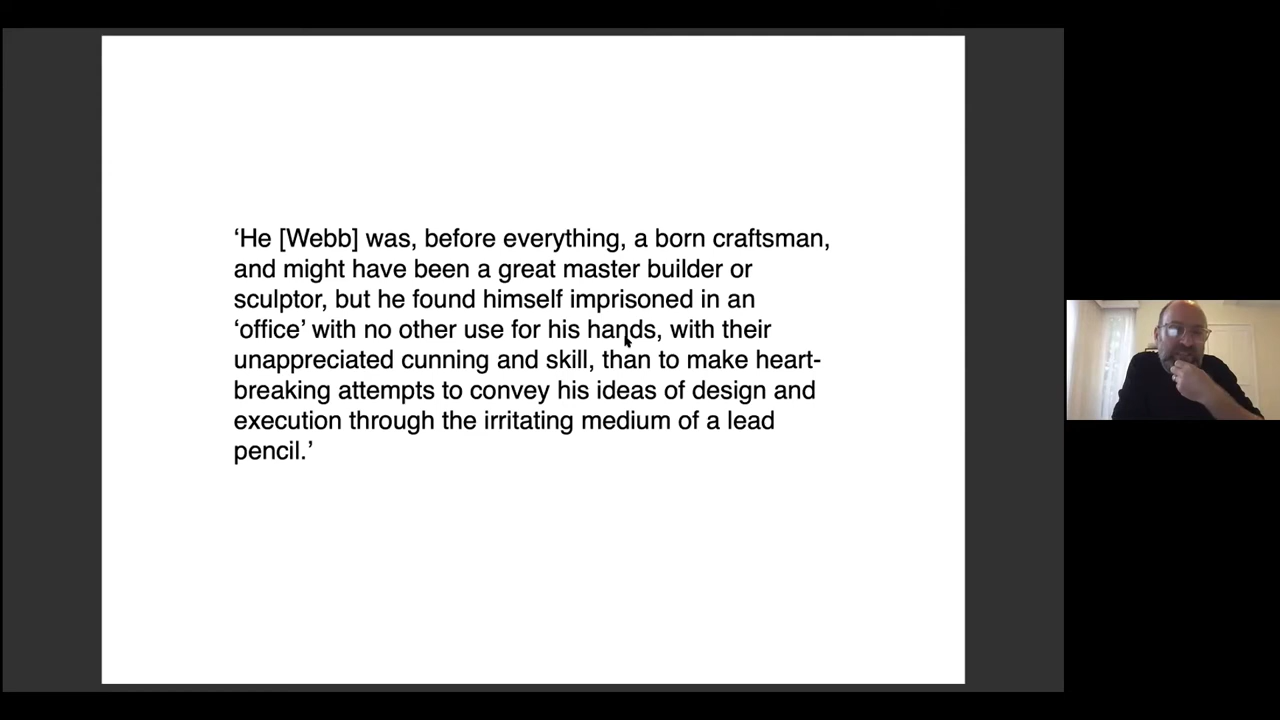 ‘He [Webb] was, before everything, a born craftsman,
and might have been a great master builder or
sculptor, but he found himself imprisoned in an
‘office’ with no other use for his hands, with their
unappreciated cunning and skill, than to make heart-
breaking attempts to convey his ideas of design and
execution through the irritating medium of a lead
pencil.’